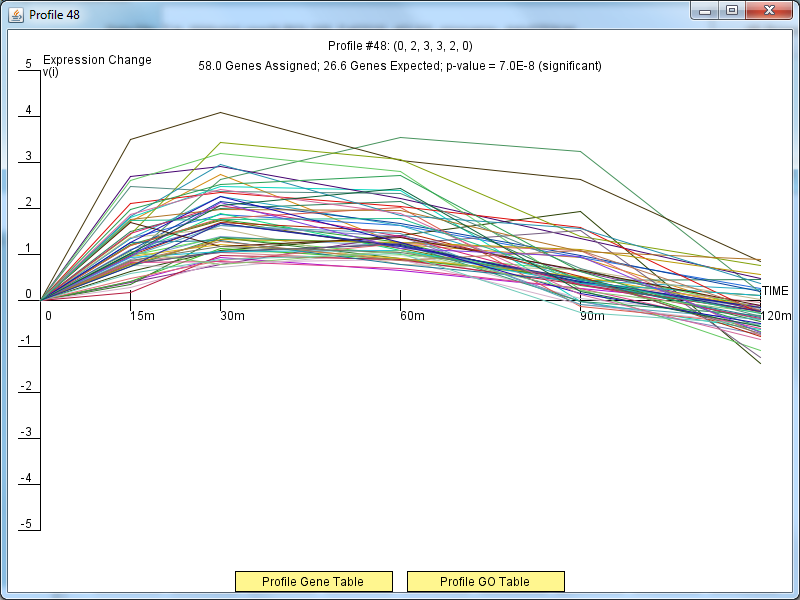 Profile 48
Profile #48: (0, 2, 3, 3, 2, 0)
58.0 Genes Assigned; 26.6 Genes Expected; p-value = 7.0E-8 (significant)
Expression Change
v(i)
5
4
3
2
1
0
-1
-2
-3
-4
-5
0 15m 30m 60m 90m 120m
TIME
Profile Gene Table Profile GO Table